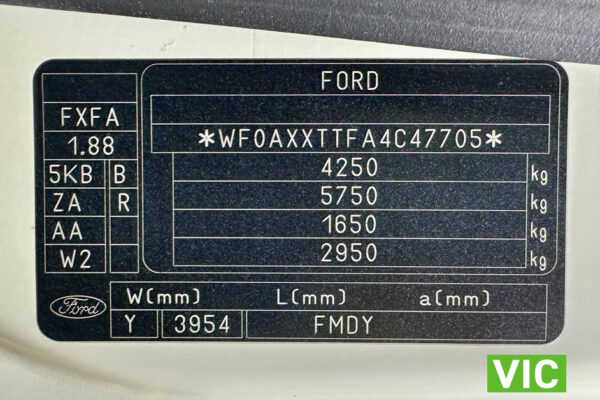 FORD
FXFA
1.88
*WF0AXXTTFA4C47705*
5KB B 4250 kg
ZA R 5750 kg
AA 1650
W2 2950 kg
Ford W(mm) L(mm) a(mm)
Y 3954 FMDY
VIC